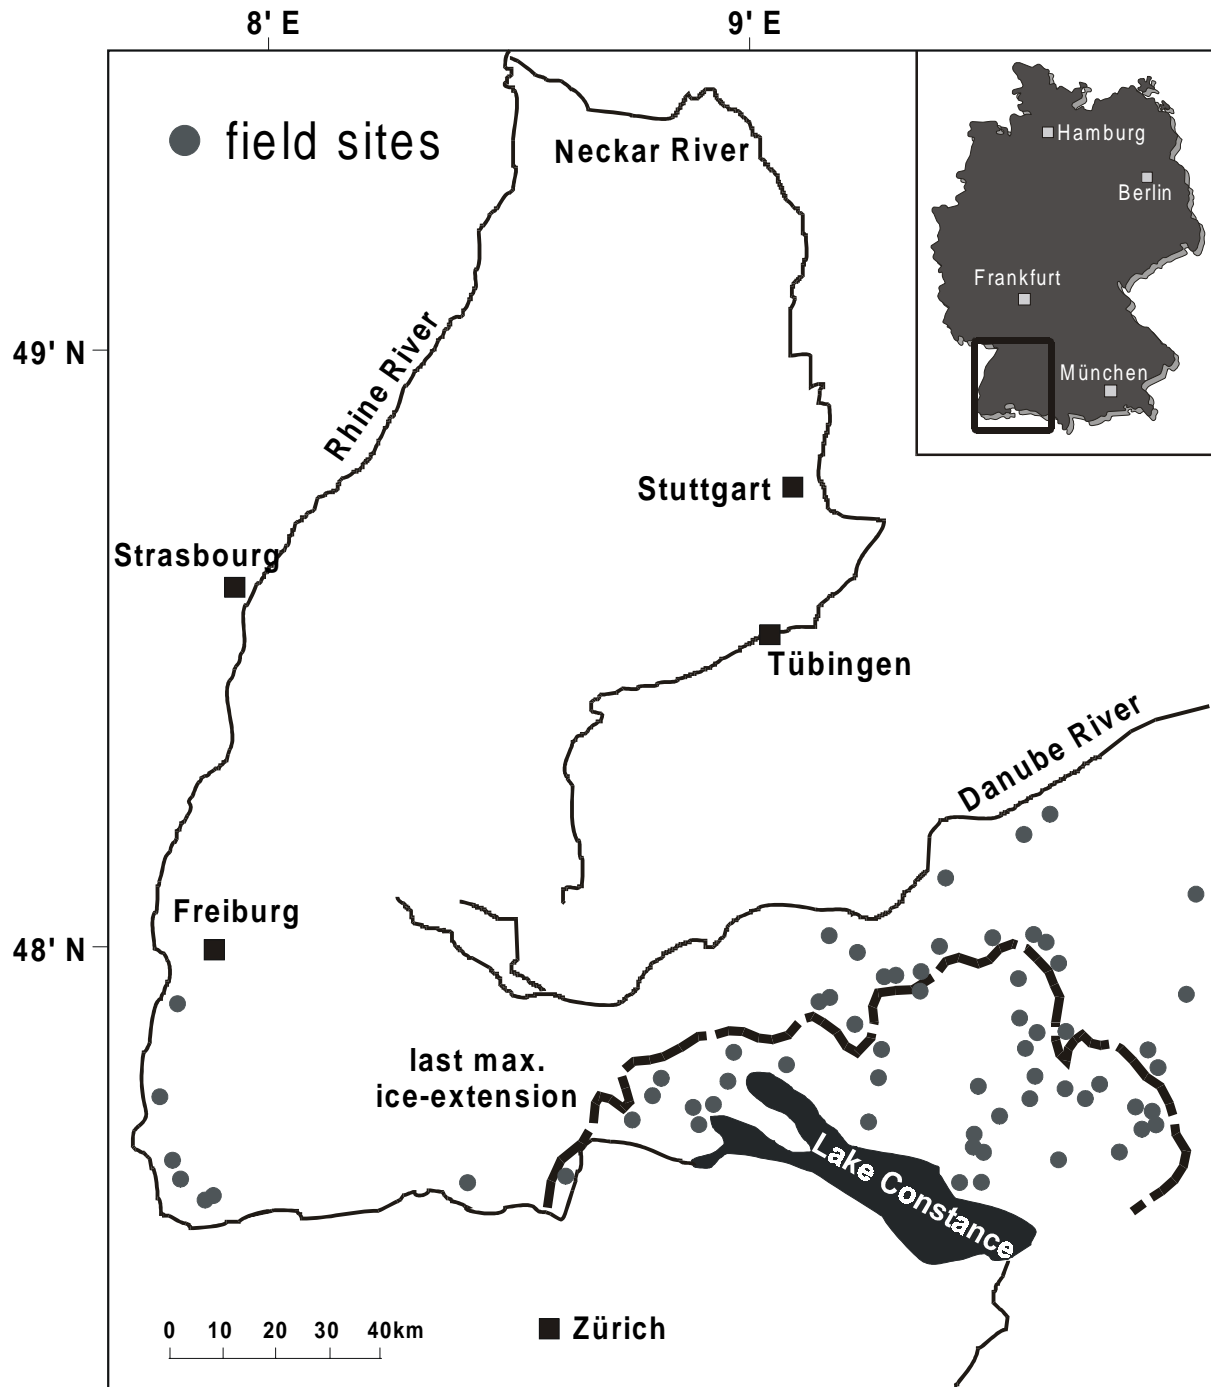 8' E
9' E
field sites
Neckar River
Hamburg
Berlin
Frankfurt
München
Rhine River
49' N
Stuttgart
Strasbourg
Tübingen
Danube River
Freiburg
48' N
last max.
ice-extension
Lake Constance
0 10 20 30 40km
Zürich